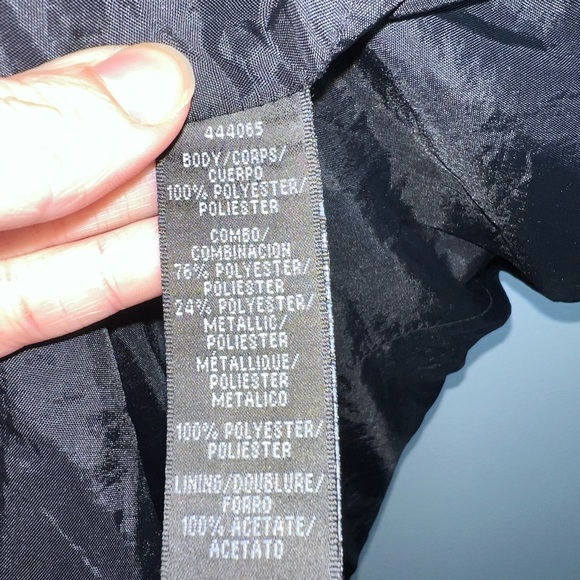 444065
BODY/CORPS/
CUERPO
100% POLYESTER/
POLIESTER
COMBO/
COMBINACION
76% POLYESTER/
POLIESTER
24% POLYESTER/
METALLIC/
POLIESTER
MÉTALLIQUE/
POLIESTER
METALICO
100% POLYESTER/
POLIESTER
LINING/DOUBLURE/
FORRO
100% ACETATE/
ACETATO